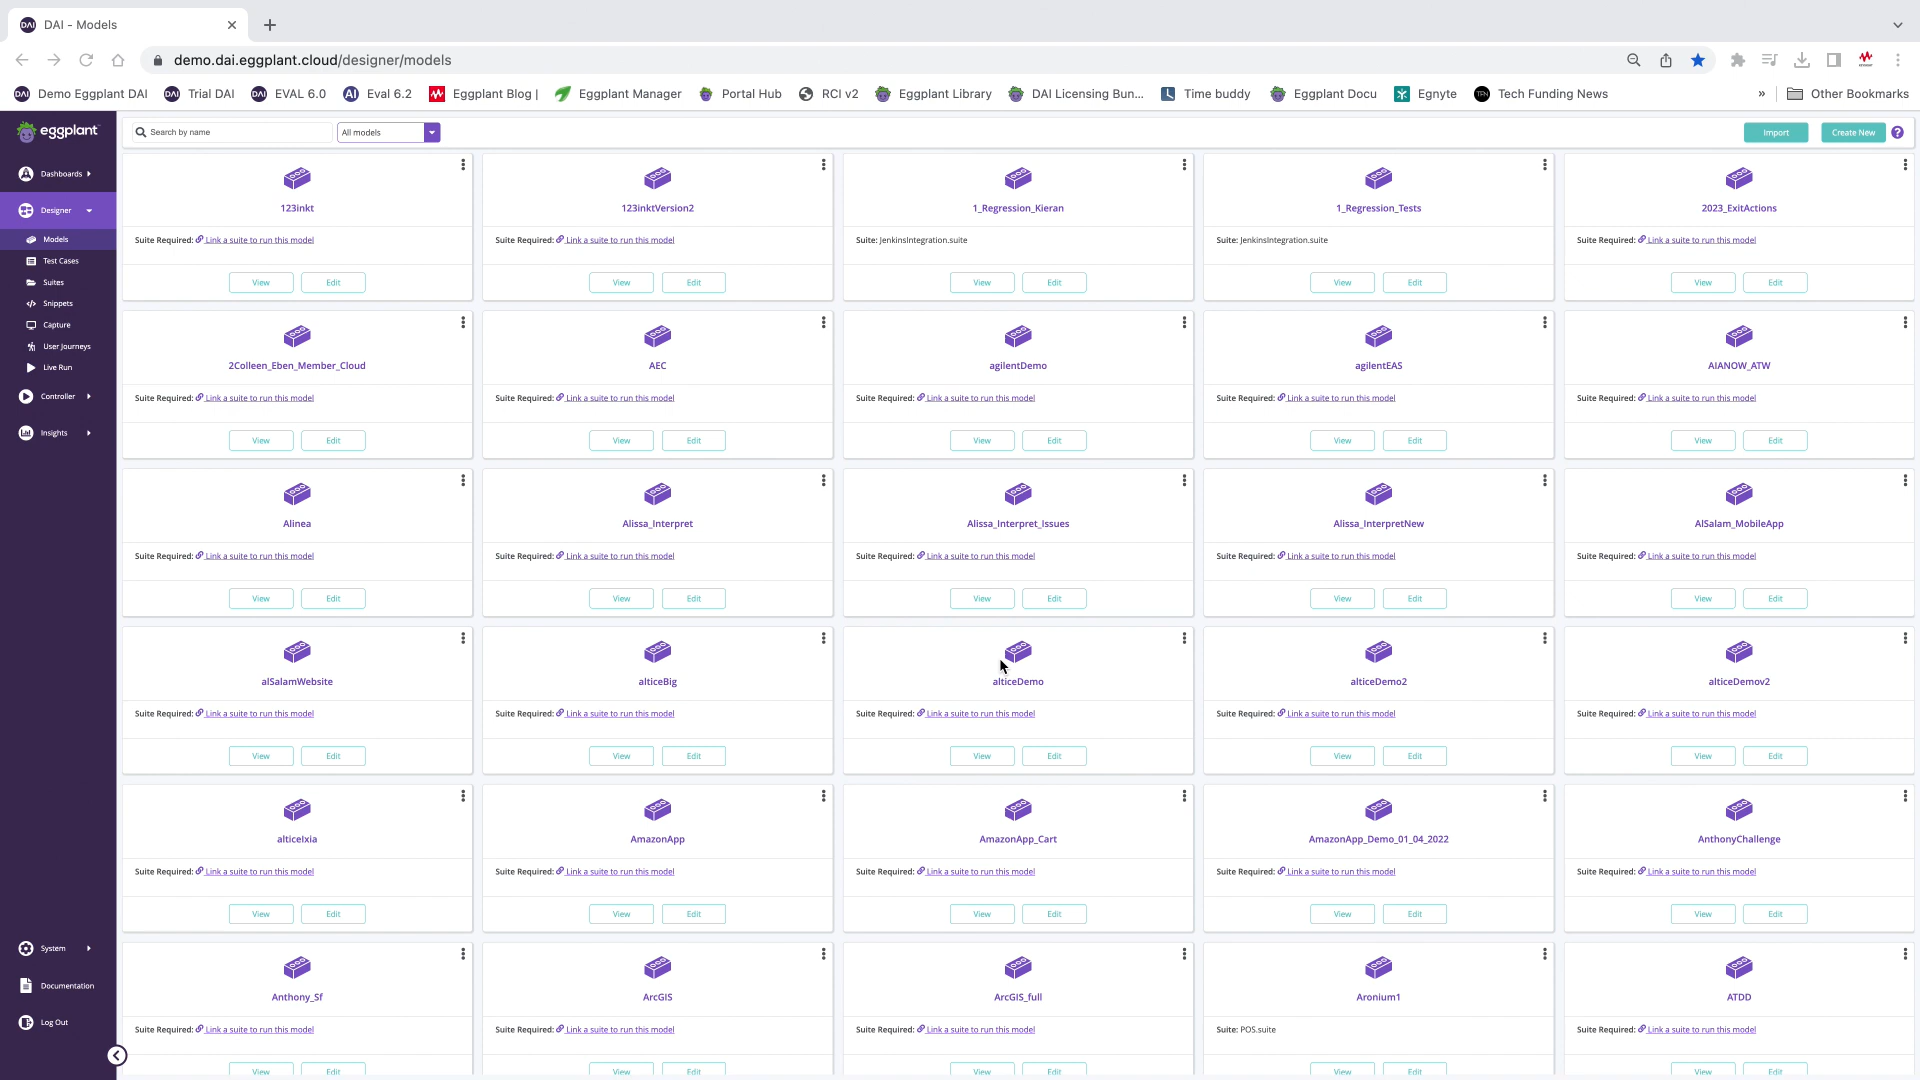 DAI - Models
demo.dai.eggplant.cloud/designer/models
Demo Eggplant DAI Trial DAI EVAL 6.0 Eval 6.2 Eggplant Blog | Eggplant Manager Portal Hub RCI v2 Eggplant Library DAI Licensing Bun... Time buddy Eggplant Docu Egnyte Tech Funding News » Other Bookmarks
eggplant
Search by name All models Import Create New ?
Dashboards
Designer
Models
Test Cases
Suites
Snippets
Capture
User Journeys
Live Run
Controller
Insights
System
Documentation
Log Out
123inkt 123inktVersion2 1_Regression_Kieran 1_Regression_Tests 2023_ExitActions
Suite Required: Link a suite to run this model Suite Required: Link a suite to run this model Suite: JenkinsIntegration.suite Suite: JenkinsIntegration.suite Suite Required: Link a suite to run this model
View Edit View Edit View Edit View Edit View Edit
2Colleen_Eben_Member_Cloud AEC agilentDemo agilentEAS AIANOW_ATW
Suite Required: Link a suite to run this model Suite Required: Link a suite to run this model Suite Required: Link a suite to run this model Suite Required: Link a suite to run this model Suite Required: Link a suite to run this model
View Edit View Edit View Edit View Edit View Edit
Alinea Alissa_Interpret Alissa_Interpret_Issues Alissa_InterpretNew AlSalam_MobileApp
Suite Required: Link a suite to run this model Suite Required: Link a suite to run this model Suite Required: Link a suite to run this model Suite Required: Link a suite to run this model Suite Required: Link a suite to run this model
View Edit View Edit View Edit View Edit View Edit
alSalamWebsite alticeBig alticeDemo alticeDemo2 alticeDemov2
Suite Required: Link a suite to run this model Suite Required: Link a suite to run this model Suite Required: Link a suite to run this model Suite Required: Link a suite to run this model Suite Required: Link a suite to run this model
View Edit View Edit View Edit View Edit View Edit
alticeIxia AmazonApp AmazonApp_Cart AmazonApp_Demo_01_04_2022 AnthonyChallenge
Suite Required: Link a suite to run this model Suite Required: Link a suite to run this model Suite Required: Link a suite to run this model Suite Required: Link a suite to run this model Suite Required: Link a suite to run this model
View Edit View Edit View Edit View Edit View Edit
Anthony_Sf ArcGIS ArcGIS_full Aronium1 ATDD
Suite Required: Link a suite to run this model Suite Required: Link a suite to run this model Suite Required: Link a suite to run this model Suite: POS.suite Suite Required: Link a suite to run this model
View Edit View Edit View Edit View Edit View Edit